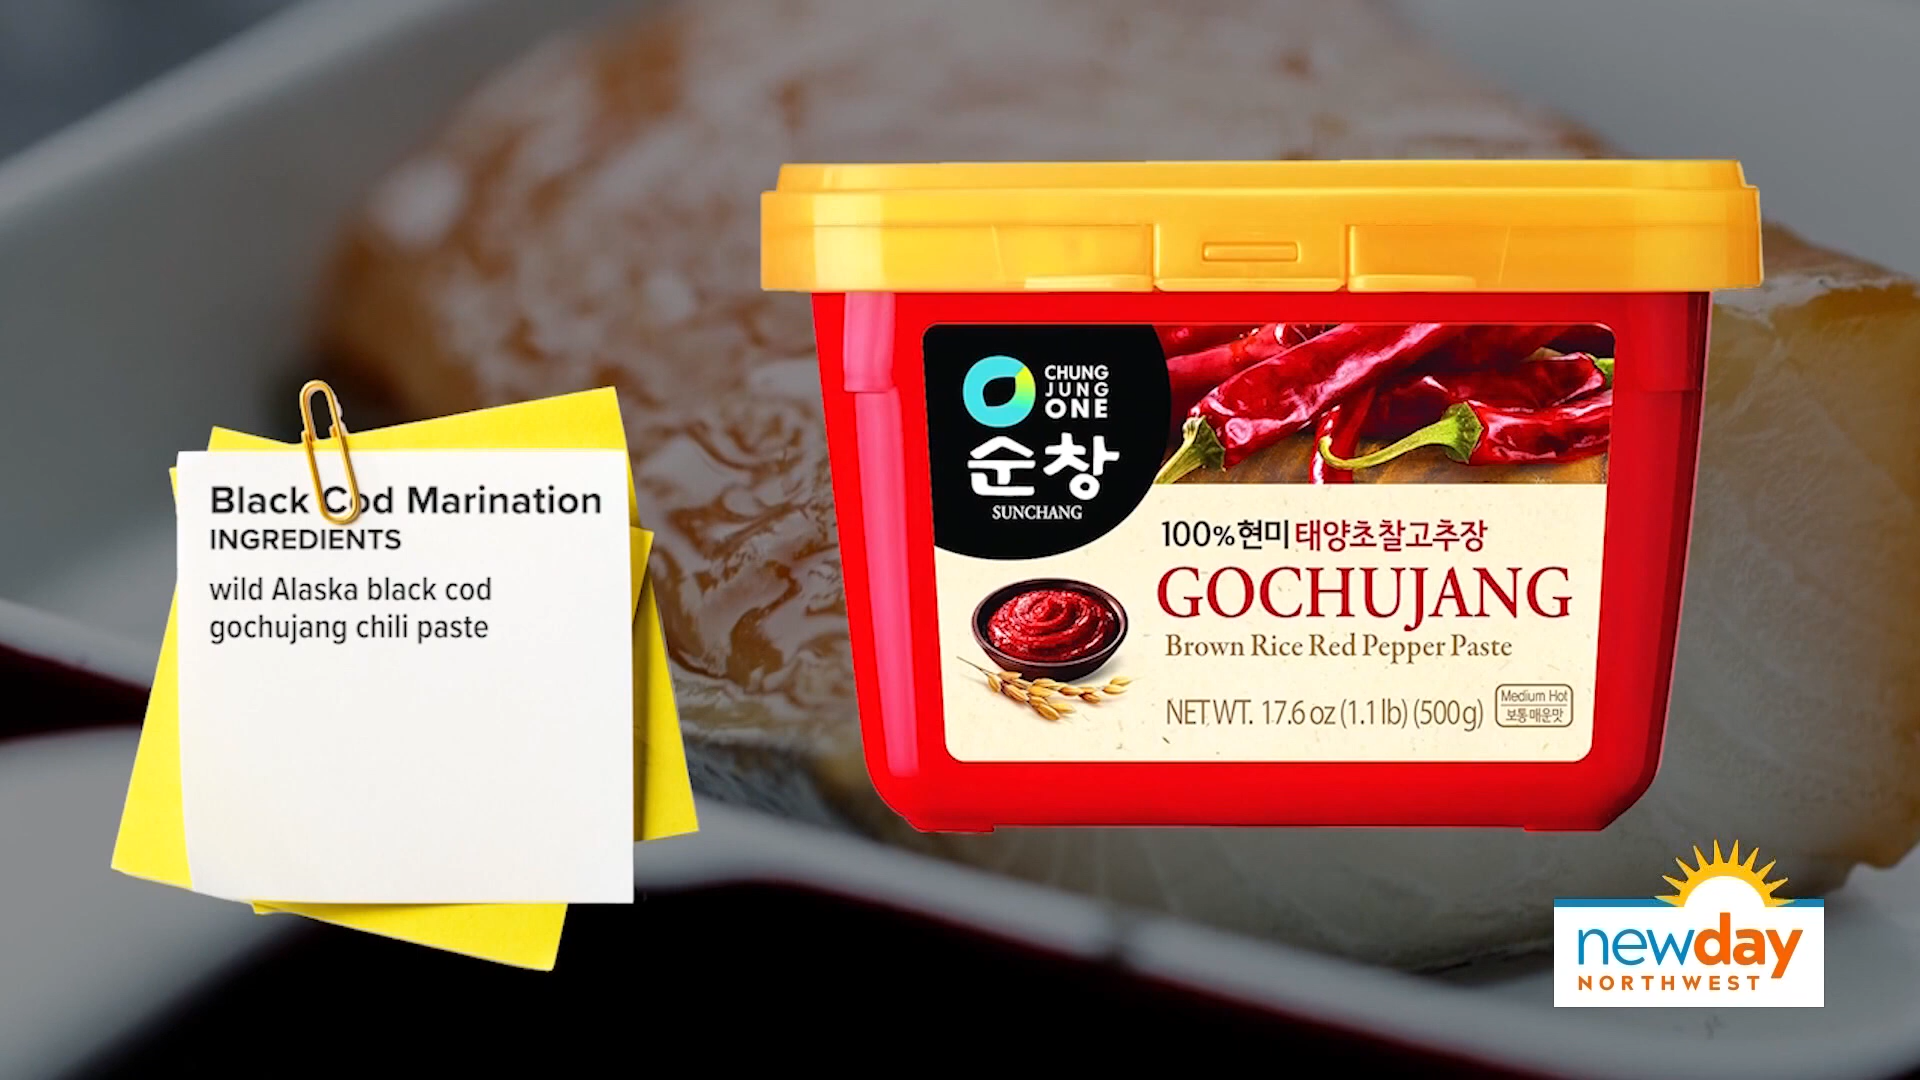 Black Cod Marination
INGREDIENTS
wild Alaska black cod
gochujang chili paste
CHUNG
JUNG
ONE
순창
SUNCHANG
100%현미 태양초찰고추장
GOCHUJANG
Brown Rice Red Pepper Paste
NET WT. 17.6 oz (1.1 lb) (500g)
Medium Hot
보통매운맛
newday
NORTHWEST